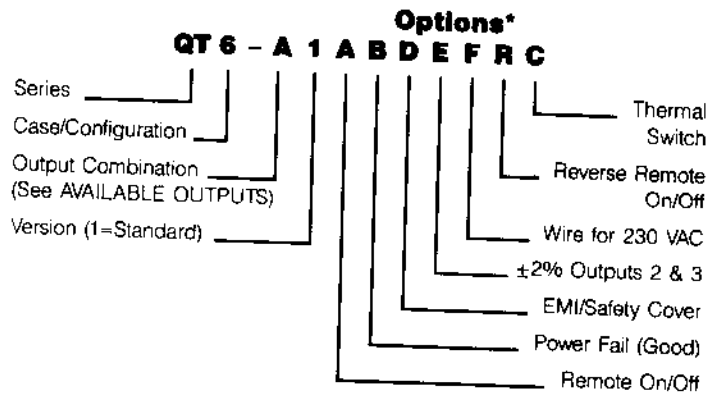 Options*
QT 6 - A 1 A B D E F R C
Series
Case/Configuration
Output Combination
(See AVAILABLE OUTPUTS)
Version (1=Standard)
Thermal
Switch
Reverse Remote
On/Off
Wire for 230 VAC
±2% Outputs 2 & 3
EMI/Safety Cover
Power Fail (Good)
Remote On/Off